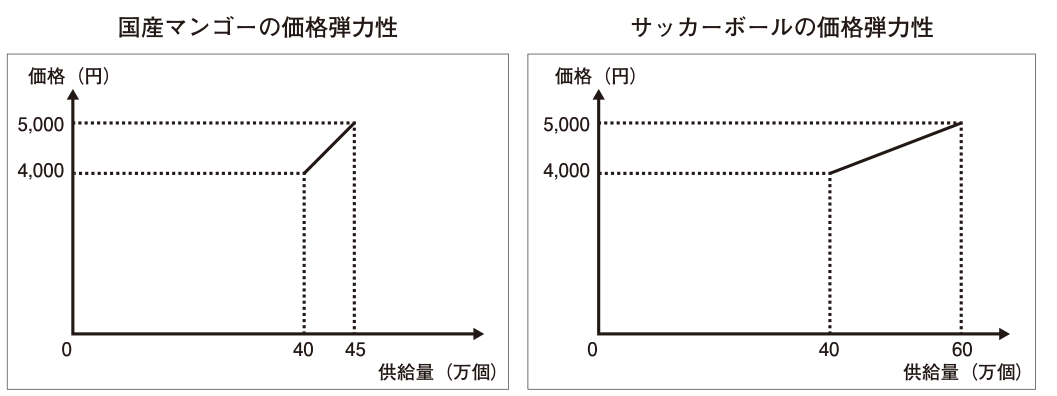 国産マンゴーの価格弾力性
価格（円）
5,000
4,000
0
40
45
供給量（万個）
サッカーボールの価格弾力性
価格（円）
5,000
4,000
0
40
60
供給量（万個）